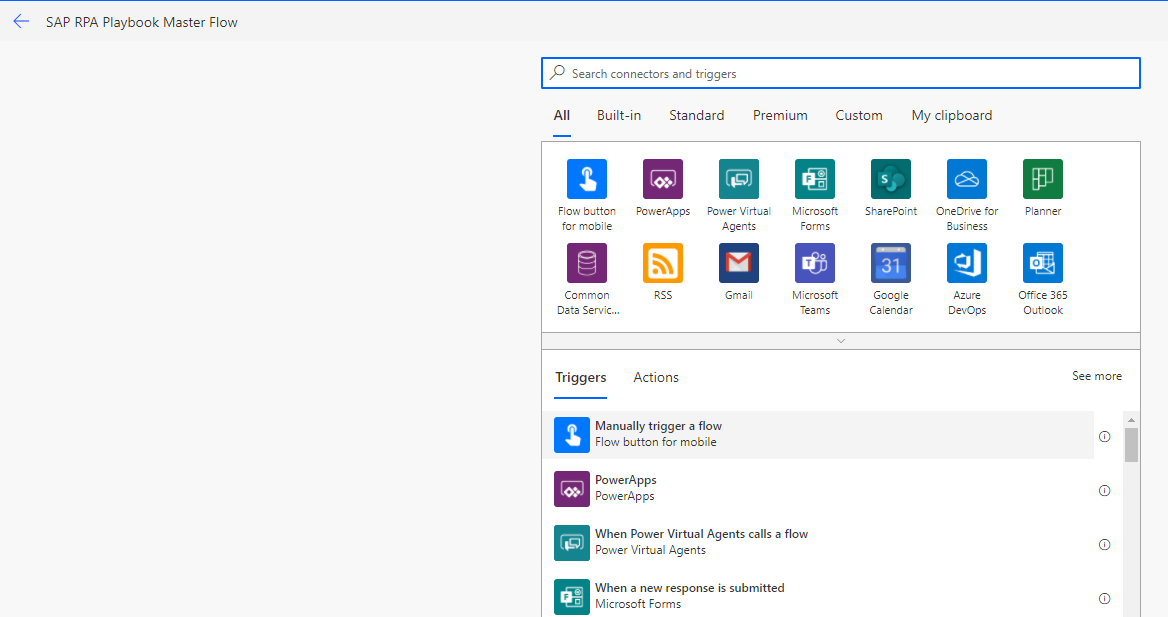 SAP RPA Playbook Master Flow
Search connectors and triggers
All Built-in Standard Premium Custom My clipboard
Flow button for mobile
PowerApps
Power Virtual Agents
Microsoft Forms
SharePoint
OneDrive for Business
Planner
Common Data Servic...
RSS
Gmail
Microsoft Teams
31
Google Calendar
Azure DevOps
Office 365 Outlook
Triggers Actions See more
Manually trigger a flow
Flow button for mobile
PowerApps
PowerApps
When Power Virtual Agents calls a flow
Power Virtual Agents
When a new response is submitted
Microsoft Forms